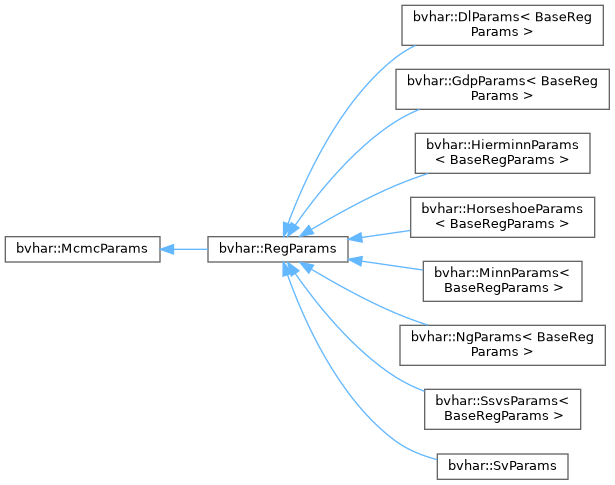 bvhar::DlParams< BaseReg
Params >
bvhar::GdpParams< BaseReg
Params >
bvhar::HierminnParams
< BaseRegParams >
bvhar::HorseshoeParams
< BaseRegParams >
bvhar::McmcParams
bvhar::RegParams
bvhar::MinnParams<
BaseRegParams >
bvhar::NgParams< BaseReg
Params >
bvhar::SsvsParams<
BaseRegParams >
bvhar::SvParams